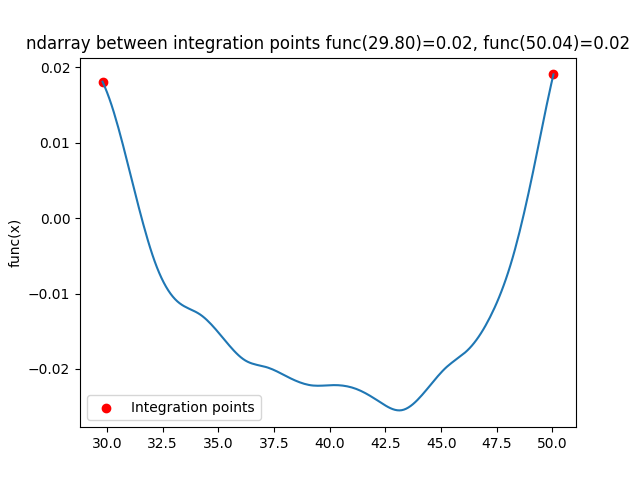 ndarray between integration points func(29.80)=0.02, func(50.04)=0.02
0.02
0.01
0.00
−0.01
−0.02
func(x)
Integration points
30.0 32.5 35.0 37.5 40.0 42.5 45.0 47.5 50.0